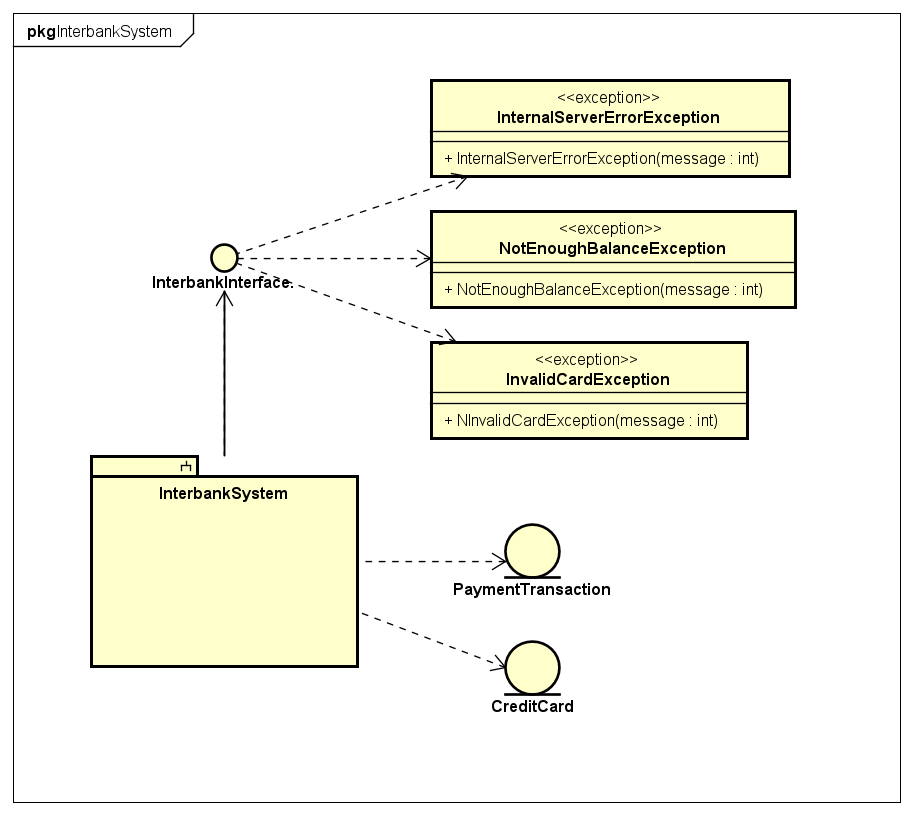 pkgInterbankSystem
<<exception>>
InternalServerErrorException
+ InternalServerErrorException(message : int)
<<exception>>
NotEnoughBalanceException
+ NotEnoughBalanceException(message : int)
InterbankInterface.
<<exception>>
InvalidCardException
+ NInvalidCardException(message : int)
InterbankSystem
PaymentTransaction
CreditCard